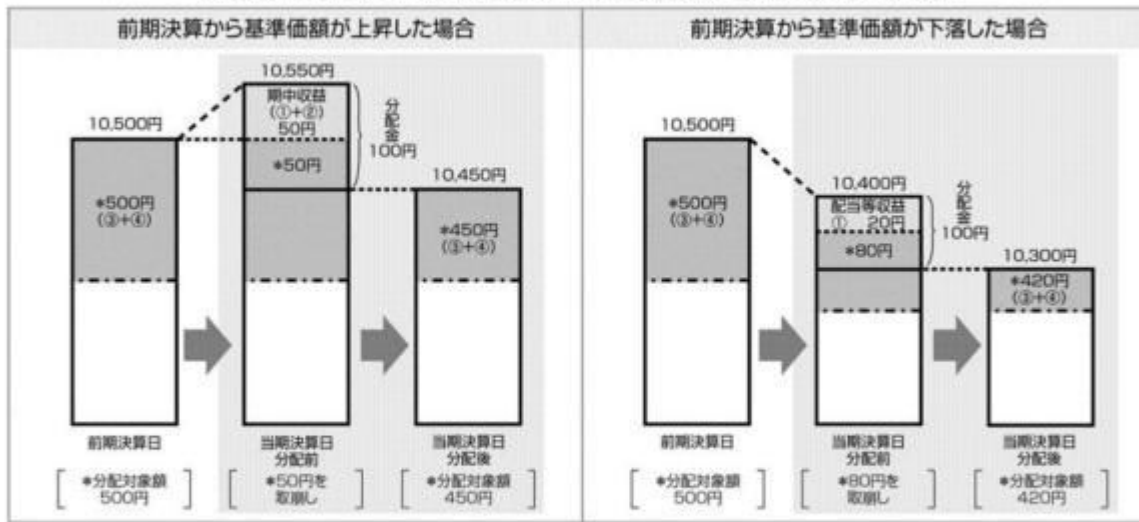 前期決算から基準価額が上昇した場合
10,550円
期中収益
(①+②)
50円
*50円
分配金
100円
10,500円
*500円
(③+④)
10,450円
*450円
(③+④)
前期決算日
当期決算日
分配前
当期決算日
分配後
*分配対象額
500円
*50円を
取崩し
*分配対象額
450円
前期決算から基準価額が下落した場合
10,500円
*500円
(③+④)
10,400円
配当等収益
① 20円
*80円
分配金
100円
10,300円
*420円
(③+④)
前期決算日
当期決算日
分配前
当期決算日
分配後
*分配対象額
500円
*80円を
取崩し
*分配対象額
420円